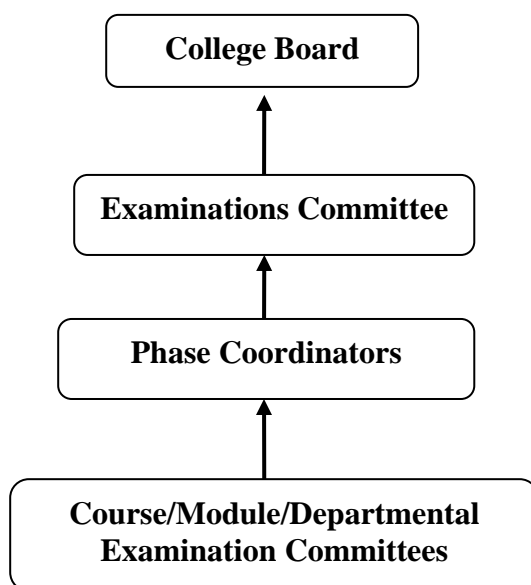 College Board
Examinations Committee
Phase Coordinators
Course/Module/Departmental
Examination Committees